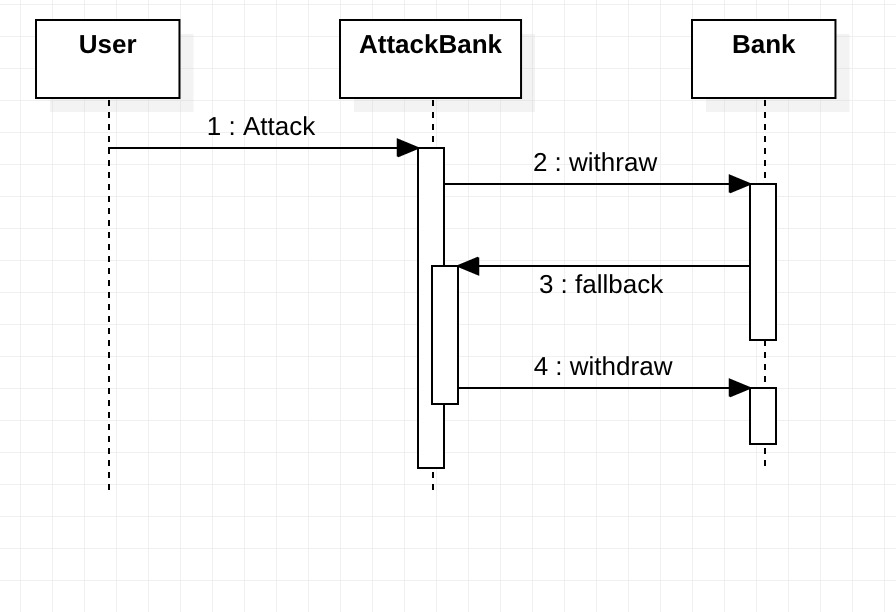 User
AttackBank
Bank
1 : Attack
2 : withraw
3 : fallback
4 : withdraw